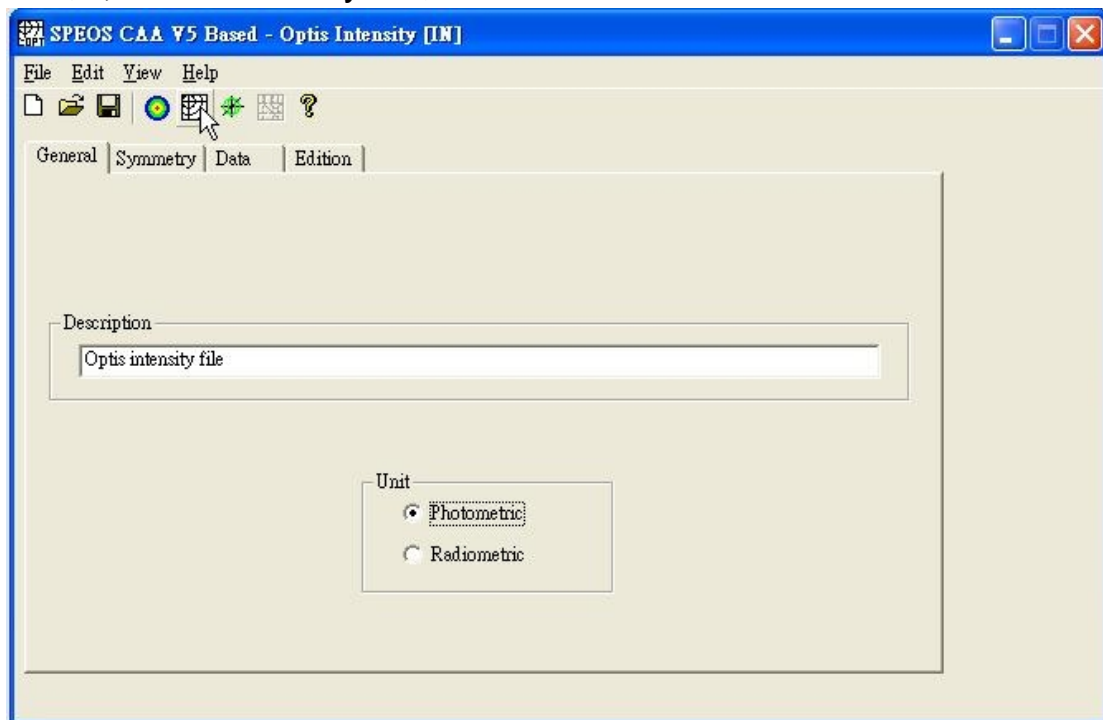 SPEOS CAA V5 Based - Optis Intensity [IN]
File Edit View Help
General Symmetry Data Edition
Description
Optis intensity file
Unit
Photometric
Radiometric